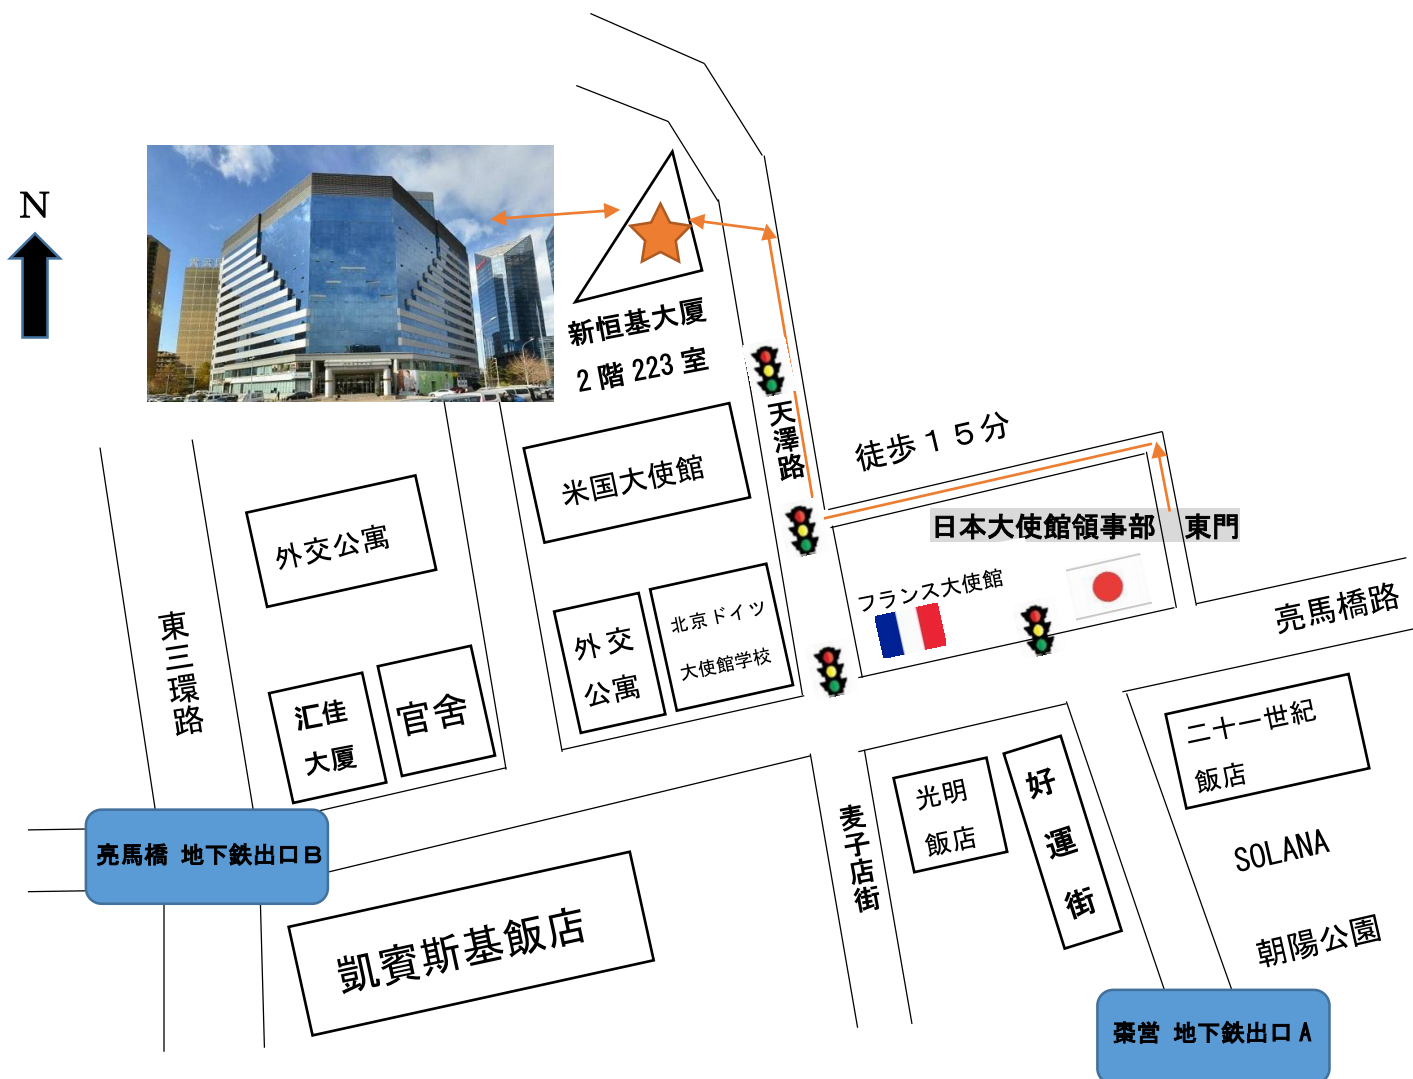 N
新恒基大厦
2階223室
天澤路
徒歩１５分
米国大使館
日本大使館領事部　東門
外交公寓
フランス大使館
亮馬橋路
東三環路
外交
公寓
北京ドイツ
大使館学校
汇佳
大厦
官舎
二十一世紀
飯店
光明
飯店
好運街
麦子店街
亮馬橋 地下鉄出口B
SOLANA
凱賓斯基飯店
朝陽公園
棗営 地下鉄出口A